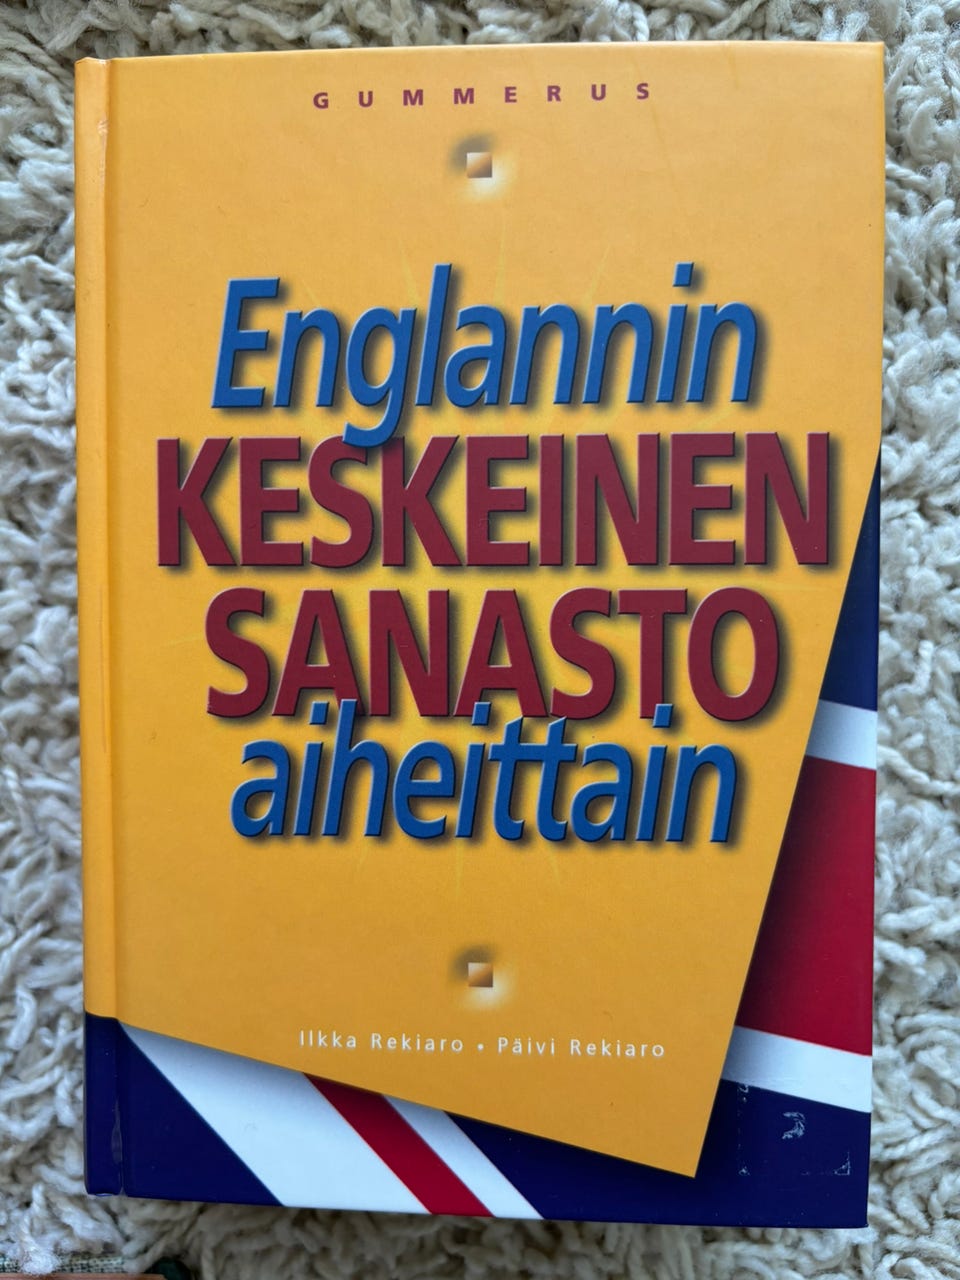 GUMMERUS
Englannin
KESKEINEN
SANASTO
aiheittain
Ilkka Rekiaro • Päivi Rekiaro